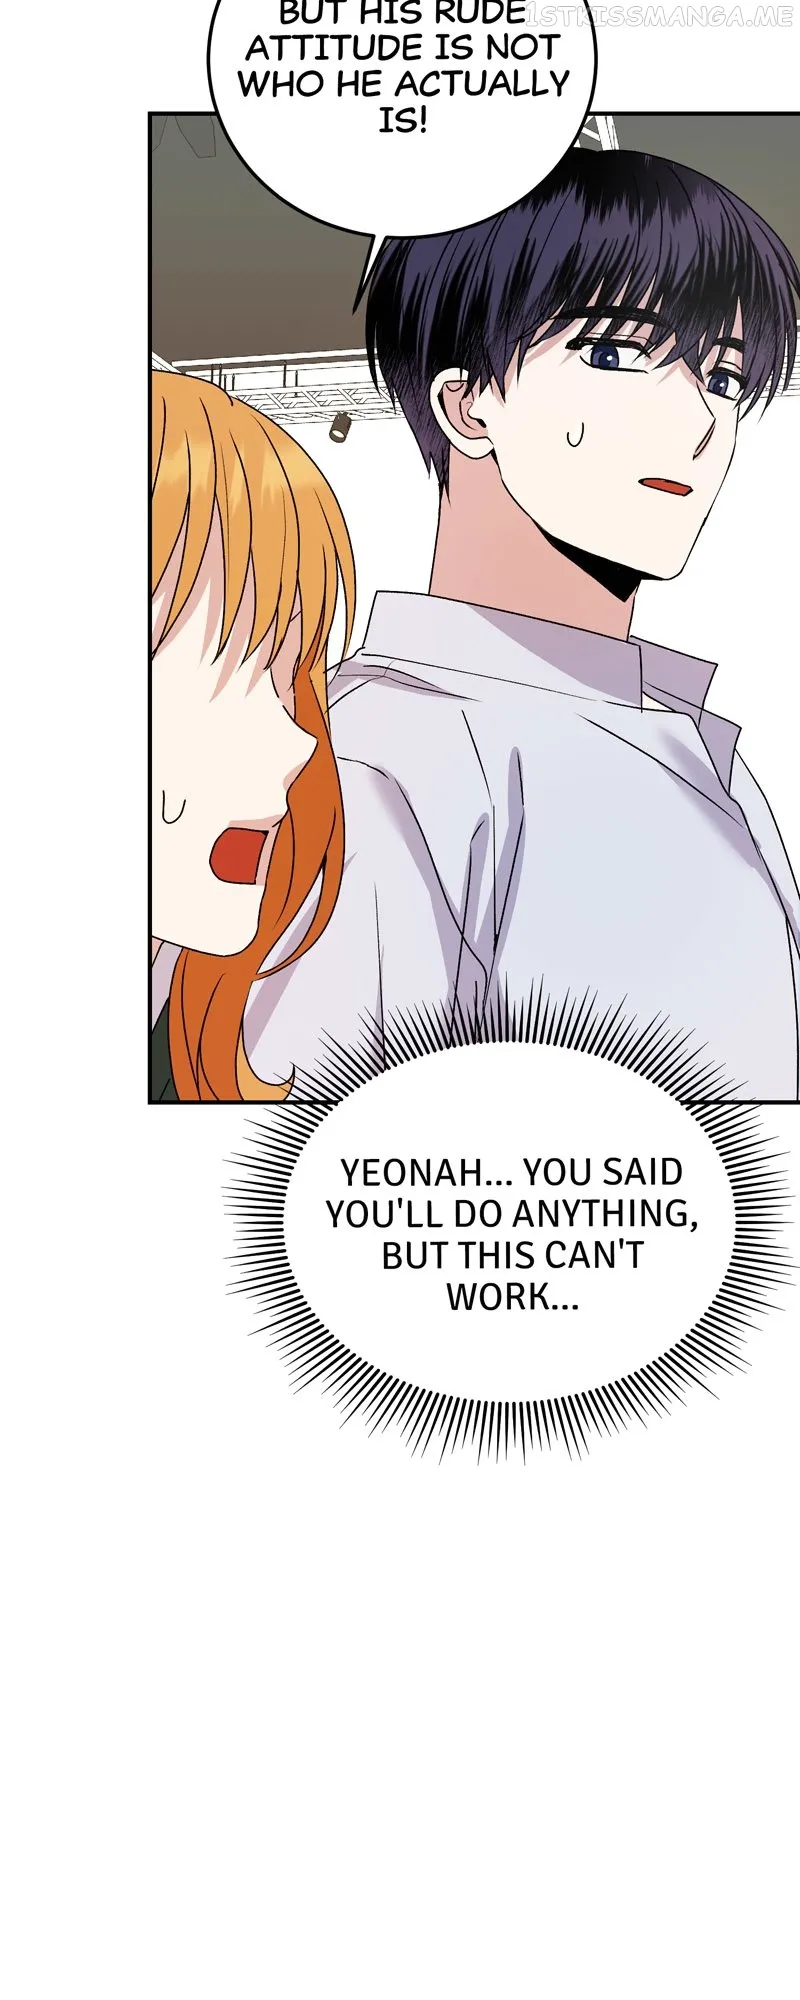 BUT HIS RUDE
1STKISSMANGA.ME
ATTITUDE IS NOT
WHO HE ACTUALLY
IS!
YEONAH... YOU SAID
YOU'LL DO ANYTHING,
BUT THIS CAN'T
WORK...